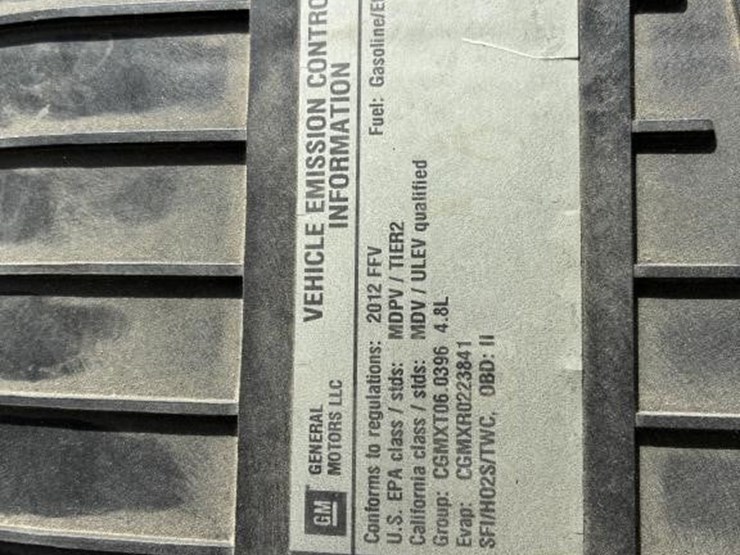 GM
GENERAL
MOTORS LLC
VEHICLE EMISSION CONTRO
INFORMATION
Conforms to regulations: 2012 FFV
Fuel: Gasoline/E
U.S. EPA class / stds: MDPV / TIER2
California class / stds: MDV / ULEV qualified
Group: CGMXT06.0396 4.8L
Evap: CGMXR0223841
SFI/HO2S/TWC, OBD: II